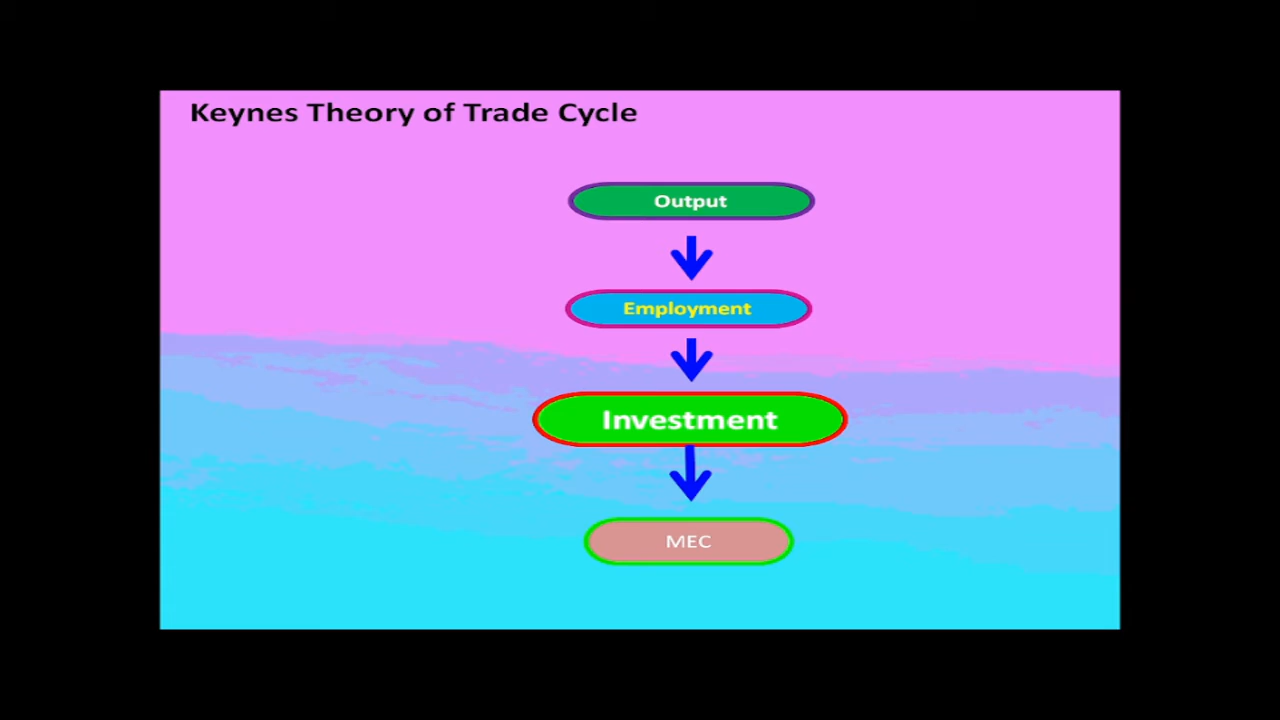 Keynes Theory of Trade Cycle
Output
Employment
Investment
MEC